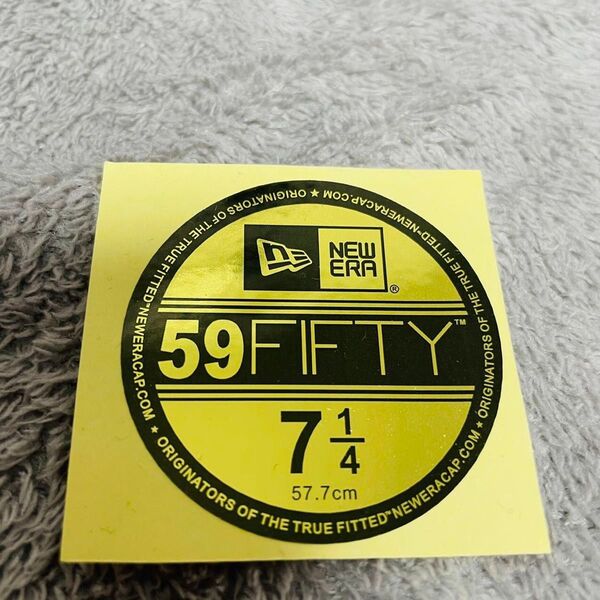 NEW
ERA
®
59FIFTY™
7 1/4
57.7cm
ORIGINATORS OF THE TRUE FITTED™NEWERACAP.COM ★ ORIGINATORS OF THE TRUE FITTED™NEWERACAP.COM ★ ORIGINATORS OF THE TRUE FITTED™NEWERACAP.COM ★